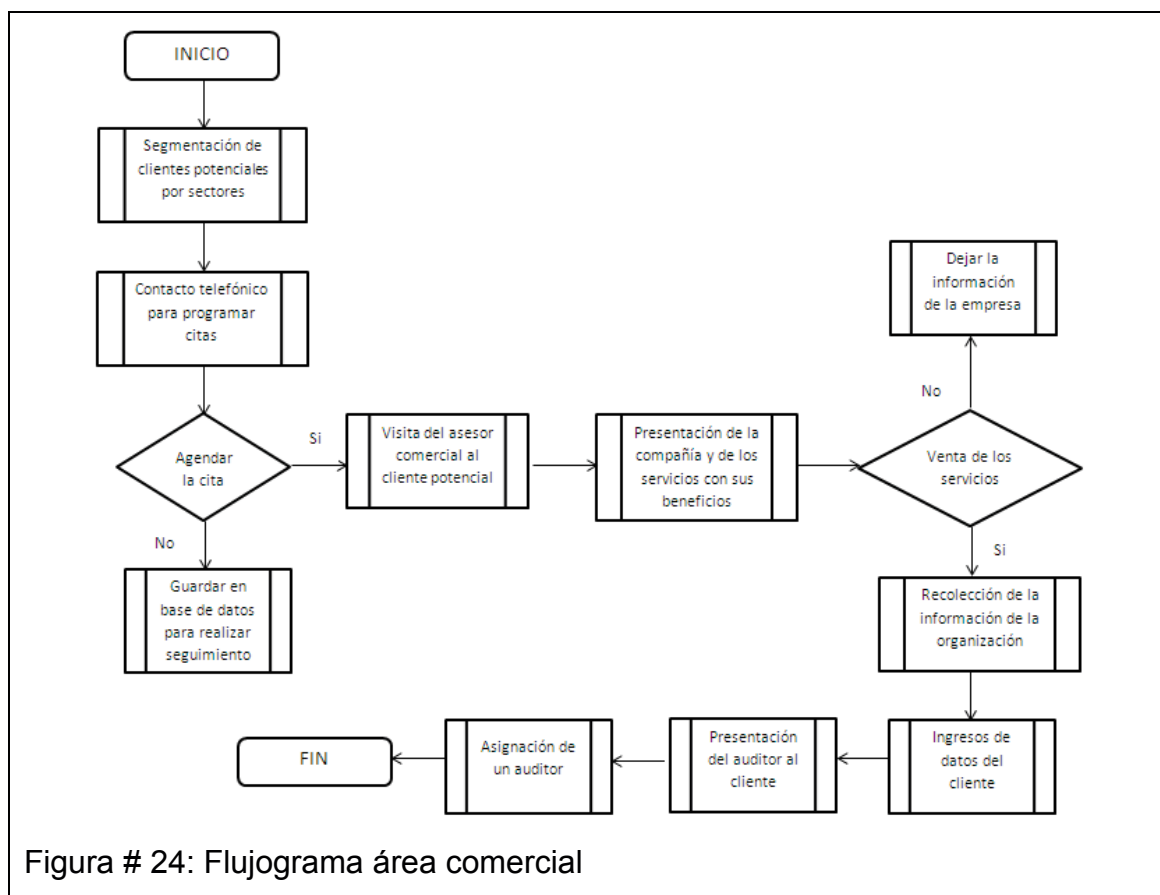 INICIO
Segmentación de
clientes potenciales
por sectores
Contacto telefónico
para programar
citas
Agendar
la cita
Si
No
Guardar en
base de datos
para realizar
seguimiento
Visita del asesor
comercial al
cliente potencial
Presentación de la
compañía y de los
servicios con sus
beneficios
Venta de los
servicios
No
Dejar la
información
de la empresa
Si
Recolección de la
información de la
organización
Ingresos de
datos del
cliente
Presentación
del auditor al
cliente
Asignación de
un auditor
FIN
Figura # 24: Flujograma área comercial